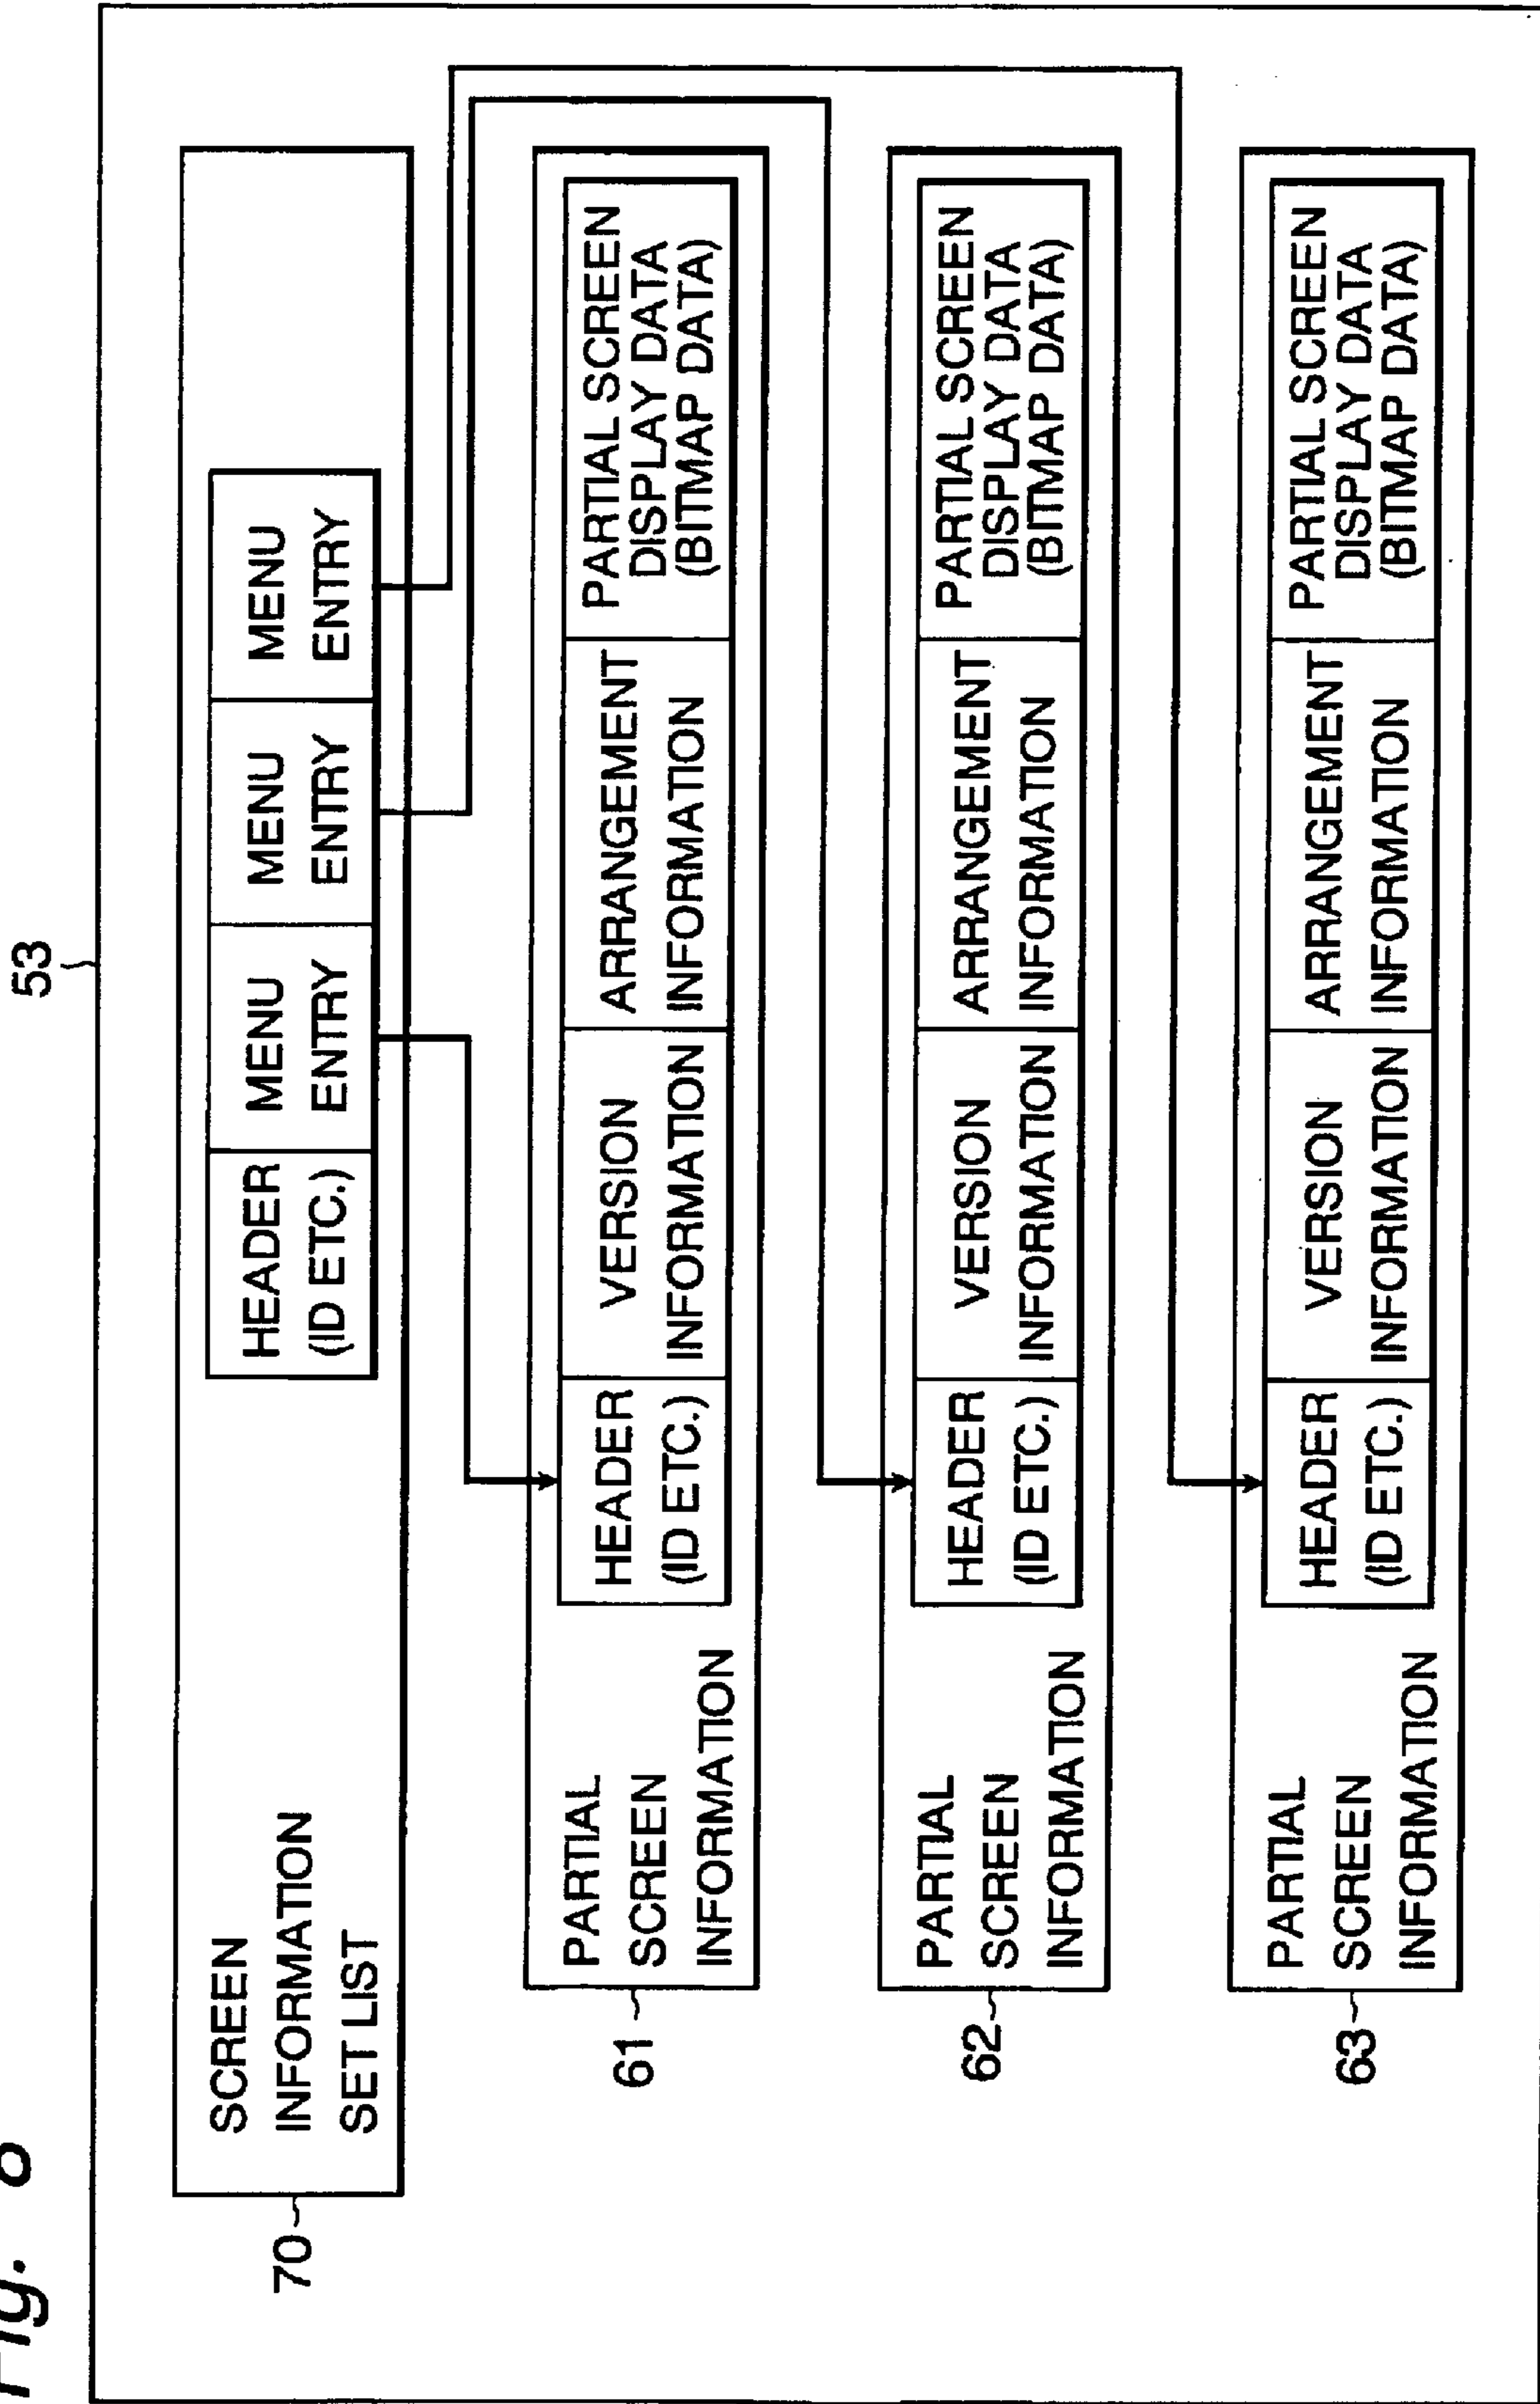 Fig.
53
70
SCREEN
INFORMATION
SET LIST
HEADER
(ID ETC.)
MENU
ENTRY
MENU
ENTRY
MENU
ENTRY
61
PARTIAL
SCREEN
INFORMATION
HEADER
(ID ETC.)
VERSION
INFORMATION
ARRANGEMENT
INFORMATION
PARTIAL SCREEN
DISPLAY DATA
(BITMAP DATA)
62
PARTIAL
SCREEN
INFORMATION
HEADER
(ID ETC.)
VERSION
INFORMATION
ARRANGEMENT
INFORMATION
PARTIAL SCREEN
DISPLAY DATA
(BITMAP DATA)
63
PARTIAL
SCREEN
INFORMATION
HEADER
(ID ETC.)
VERSION
INFORMATION
ARRANGEMENT
INFORMATION
PARTIAL SCREEN
DISPLAY DATA
(BITMAP DATA)